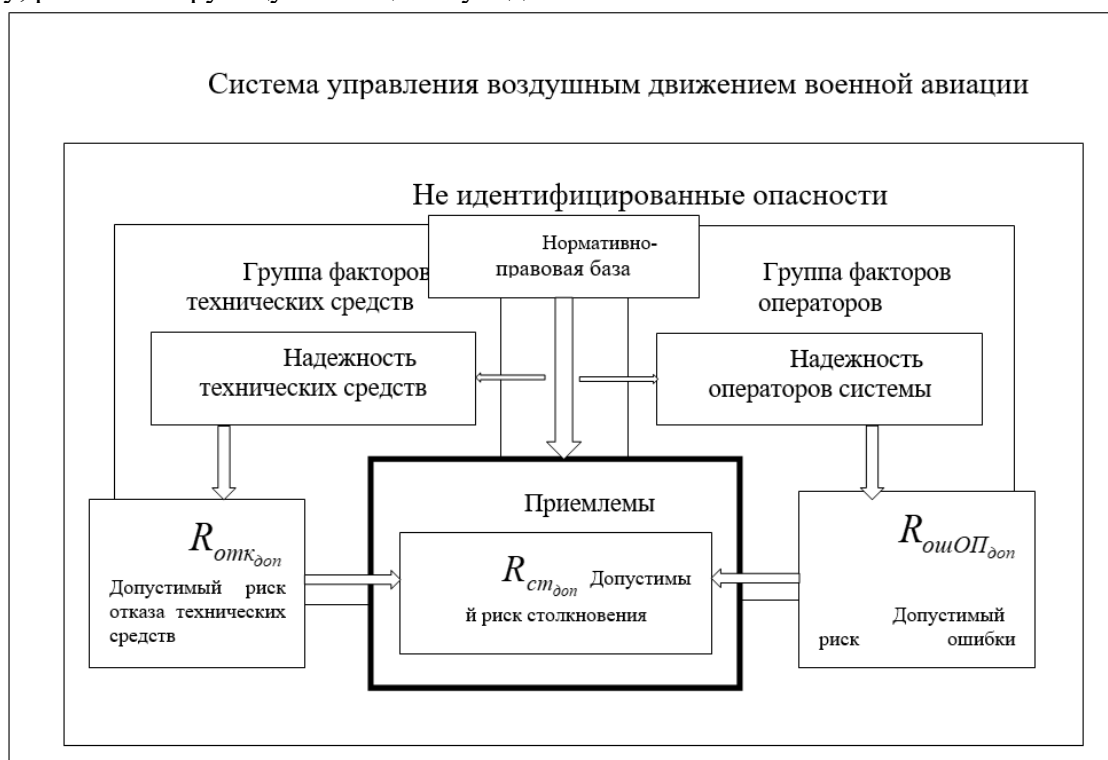 Система управления воздушным движением военной авиации
Не идентифицированные опасности
Нормативно-
правовая база
Группа факторов
технических средств
Группа факторов
операторов
Надежность
технических средств
Надежность
операторов системы
Приемлемы
R отк доп
Допустимый риск
отказа технических
средств
R ст доп Допустимы
й риск столкновения
R ошОП доп
Допустимый
риск ошибки